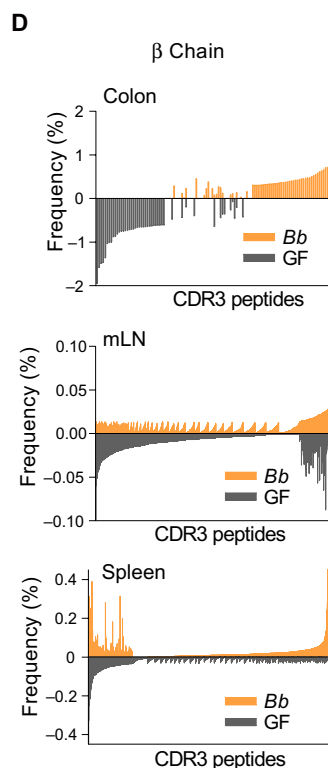 D
β Chain
Colon
Frequency (%)
2
1
0
−1
−2
Bb
GF
CDR3 peptides
mLN
Frequency (%)
0.10
0.05
0.00
−0.05
−0.10
Bb
GF
CDR3 peptides
Spleen
Frequency (%)
0.4
0.2
0
−0.2
−0.4
Bb
GF
CDR3 peptides